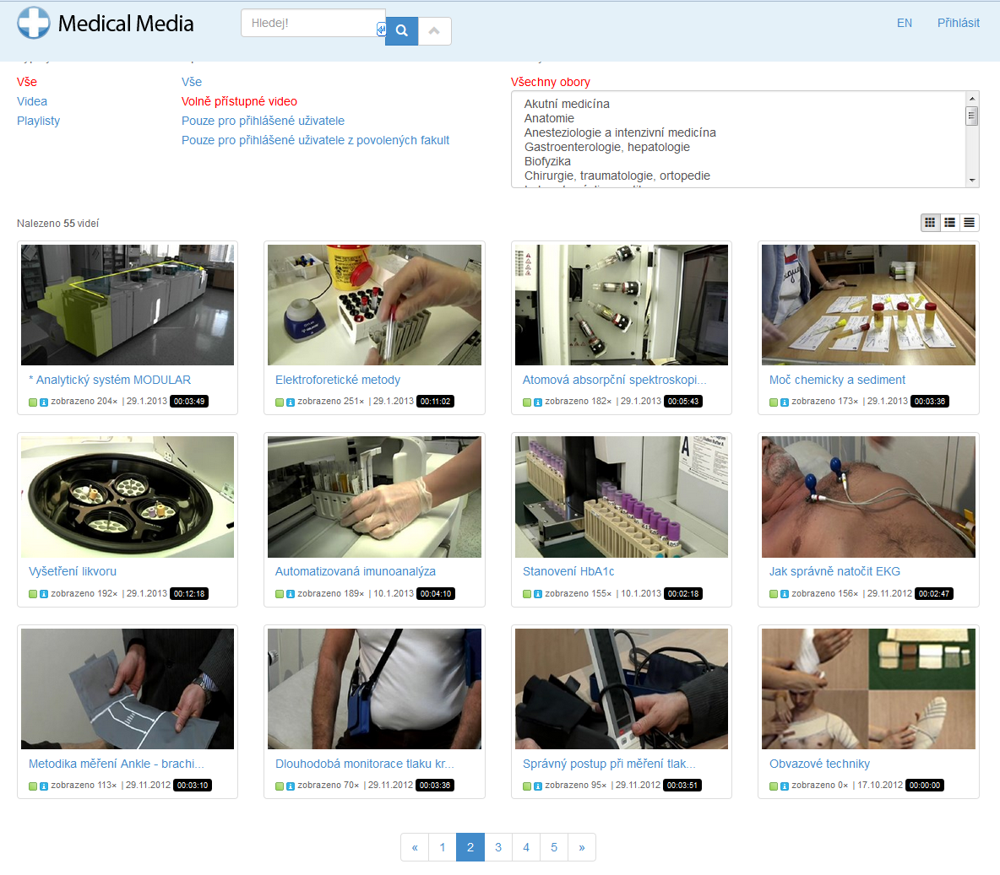 Medical Media
Hledej!
EN
Přihlásit
Vše
Videa
Playlisty
Vše
Volně přístupné video
Pouze pro přihlášené uživatele
Pouze pro přihlášené uživatele z povolených fakult
Všechny obory
Akutní medicína
Anatomie
Anesteziologie a intenzivní medicína
Gastroenterologie, hepatologie
Biofyzika
Chirurgie, traumatologie, ortopedie
Nalezeno 55 videí
* Analytický systém MODULAR
zobrazeno 204× | 29.1.2013 00:03:49
Elektroforetické metody
zobrazeno 251× | 29.1.2013 00:11:02
Atomová absorpční spektroskopi...
zobrazeno 182× | 29.1.2013 00:05:43
Moč chemicky a sediment
zobrazeno 173× | 29.1.2013 00:03:36
Vyšetření likvoru
zobrazeno 192× | 29.1.2013 00:12:18
Automatizovaná imunoanalýza
zobrazeno 189× | 10.1.2013 00:04:10
A
Stanovení HbA1c
zobrazeno 155× | 10.1.2013 00:02:18
Jak správně natočit EKG
zobrazeno 156× | 29.11.2012 00:02:47
Metodika měření Ankle - brachi...
zobrazeno 113× | 29.11.2012 00:03:10
Dlouhodobá monitorace tlaku kr...
zobrazeno 70× | 29.11.2012 00:03:36
Správný postup při měření tlak...
zobrazeno 95× | 29.11.2012 00:03:51
Obvazové techniky
zobrazeno 0× | 17.10.2012 00:00:00
« 1 2 3 4 5 »